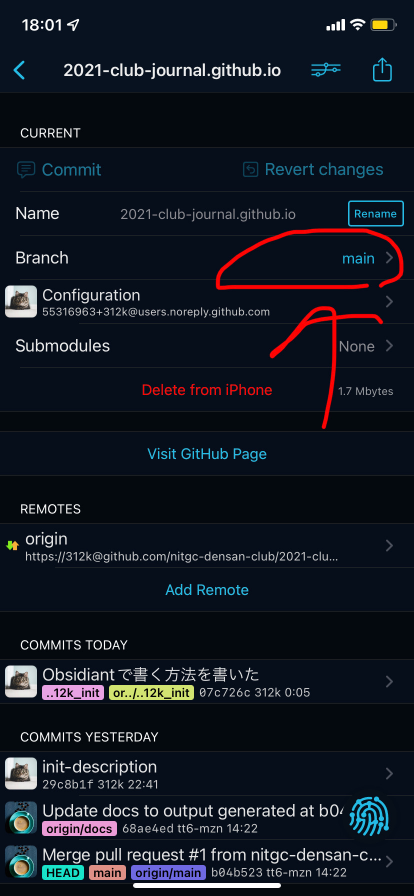 18:01
2021-club-journal.github.io
CURRENT
Commit
Revert changes
Name
2021-club-journal.github.io
Rename
Branch
main
Configuration
55316963+312k@users.noreply.github.com
Submodules
None
Delete from iPhone
1.7 Mbytes
Visit GitHub Page
REMOTES
origin
https://312k@github.com/nitgc-densan-club/2021-clu...
Add Remote
COMMITS TODAY
Obsidiantで書く方法を書いた
..12k_init or../..12k_init 07c726c 312k 0:05
COMMITS YESTERDAY
init-description
29c8b1f 312k 22:41
Update docs to output generated at b04
origin/docs 68ae4ed tt6-mzn 14:22
Merge pull request #1 from nitgc-densan-c...
HEAD main origin/main b04b523 tt6-mzn 14:22